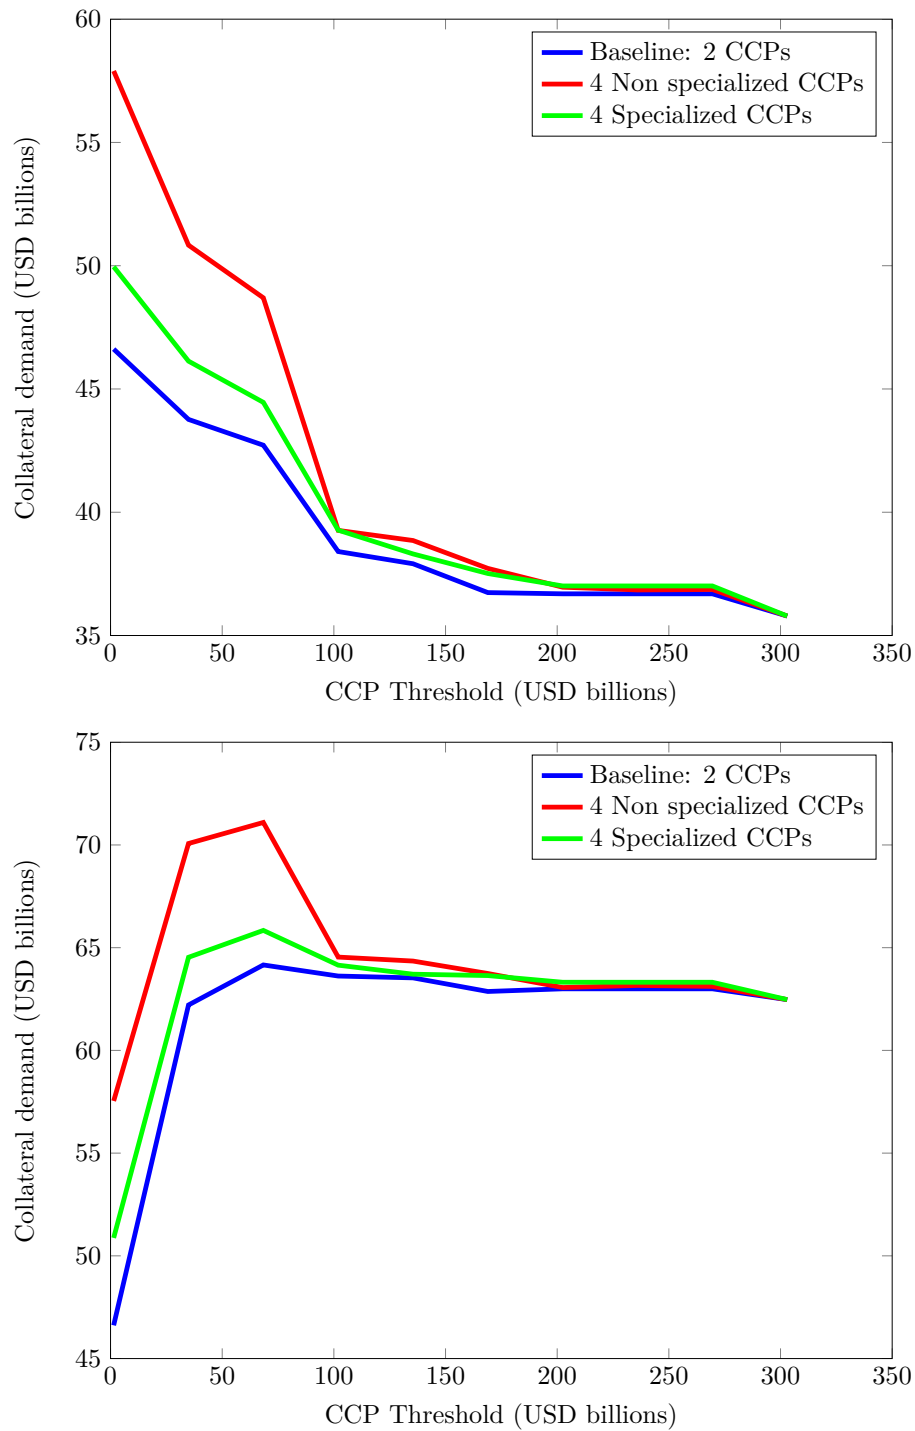 60
55
50
45
40
35
Collateral demand (USD billions)
Baseline: 2 CCPs
4 Non specialized CCPs
4 Specialized CCPs
0 50 100 150 200 250 300 350
CCP Threshold (USD billions)
75
70
65
60
55
50
45
Collateral demand (USD billions)
Baseline: 2 CCPs
4 Non specialized CCPs
4 Specialized CCPs
0 50 100 150 200 250 300 350
CCP Threshold (USD billions)